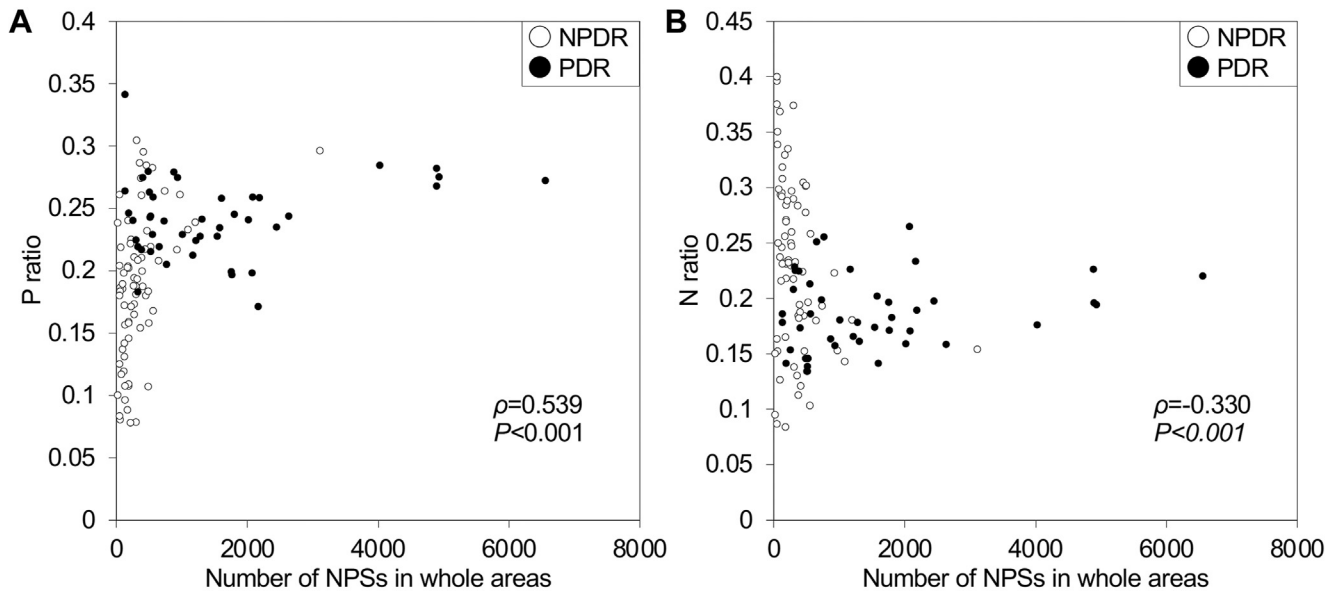 A
P ratio
0.4
0.35
0.3
0.25
0.2
0.15
0.1
0.05
0
NPDR
PDR
ρ=0.539
P<0.001
0 2000 4000 6000 8000
Number of NPSs in whole areas
B
N ratio
0.45
0.4
0.35
0.3
0.25
0.2
0.15
0.1
0.05
0
NPDR
PDR
ρ=-0.330
P<0.001
0 2000 4000 6000 8000
Number of NPSs in whole areas